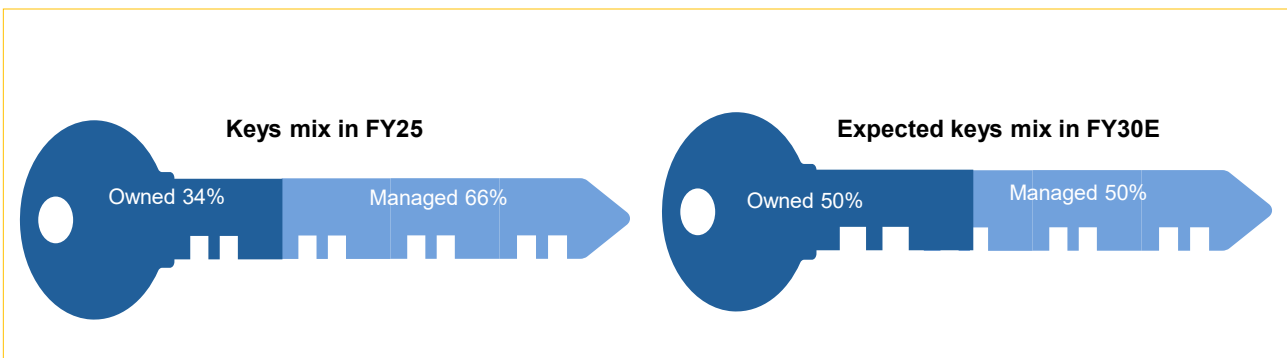 Keys mix in FY25
Owned 34%
Managed 66%
Expected keys mix in FY30E
Owned 50%
Managed 50%